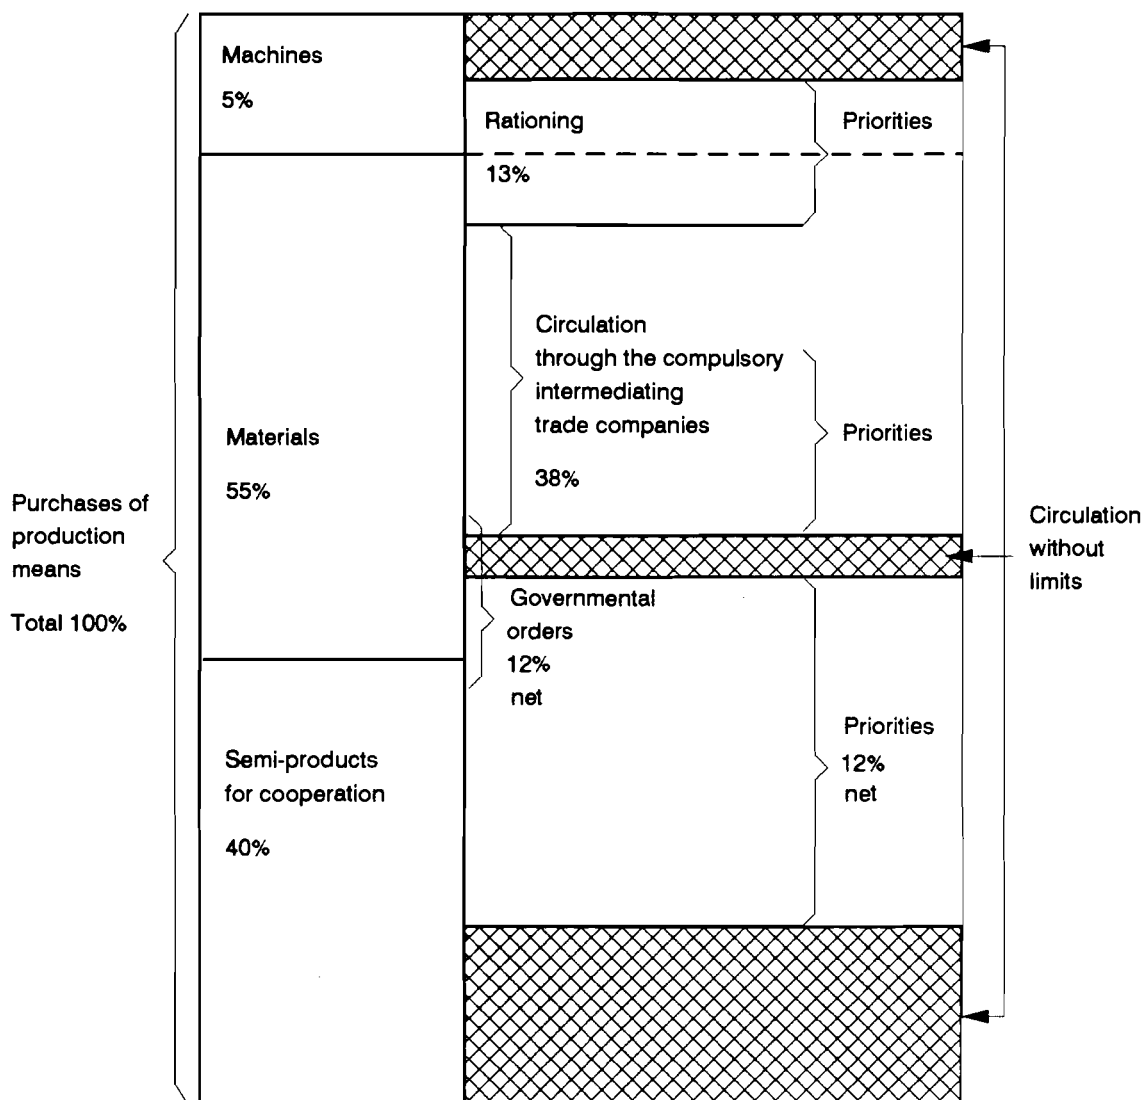 Machines
5%
Rationing
13%
Priorities
Circulation
through the compulsory
intermediating
trade companies
38%
Priorities
Materials
55%
Purchases of
production
means
Total 100%
Circulation
without
limits
Governmental
orders
12%
net
Priorities
12%
net
Semi-products
for cooperation
40%